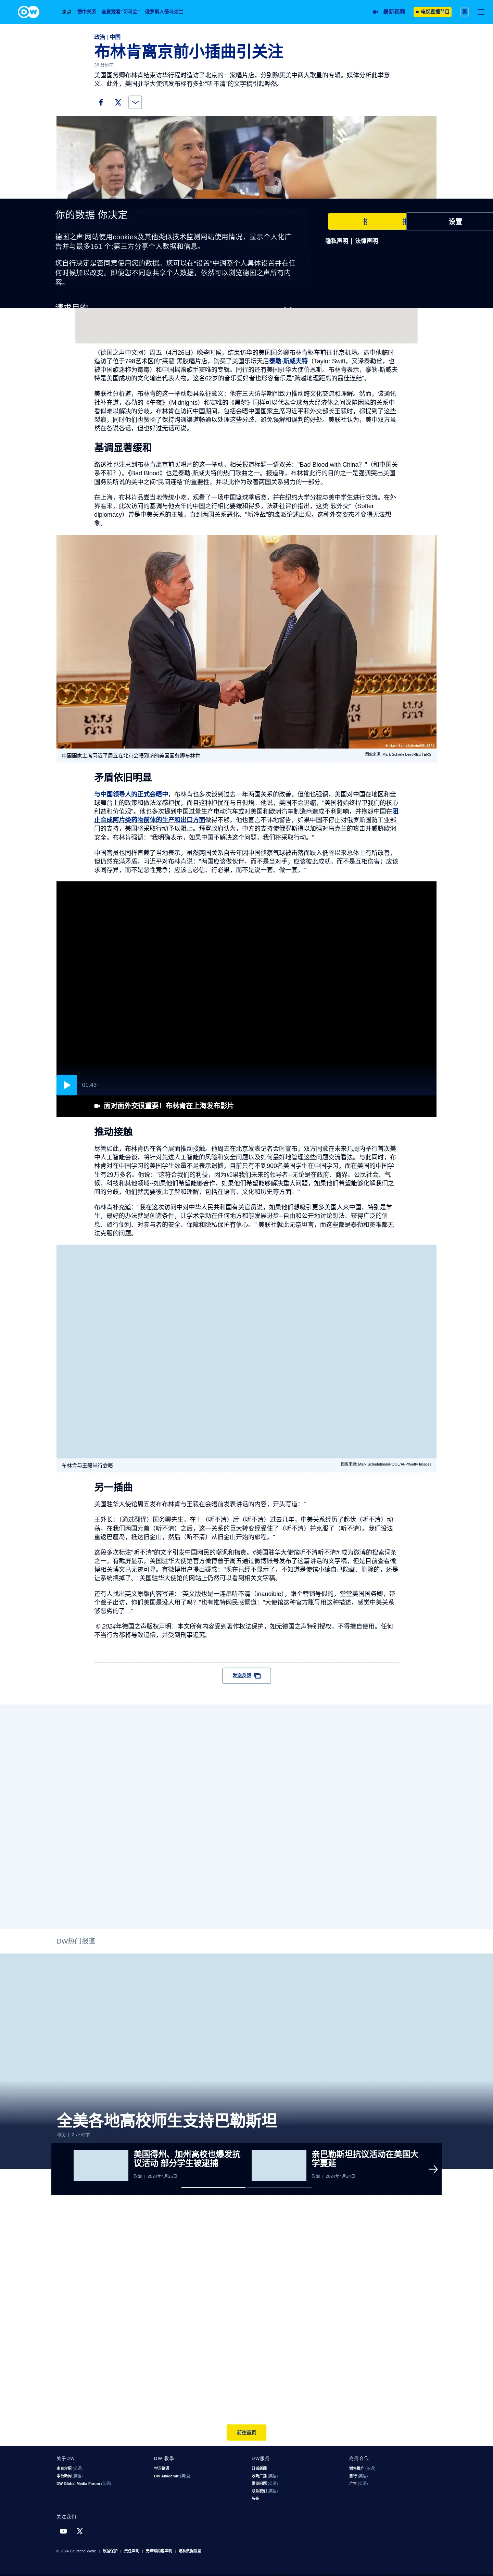 DW
焦点
德中关系
全景观看“习马会”
俄罗斯入侵乌克兰
最新视频
电视直播节目
繁
政治 | 中国
布林肯离京前小插曲引关注
36 分钟前
美国国务卿布林肯结束访华行程时造访了北京的一家唱片店，分别购买美中两大歌星的专辑。媒体分析此举意义。此外，美国驻华大使馆发布标有多处“听不清”的文字稿引起哗然。
你的数据 你决定
隐私声明 | 法律声明
设置
德国之声'网站使用cookies及其他类似技术监测网站使用情况，显示个人化广告并与最多161 个;第三方分享个人数据和信息。
您自行决定是否同意使用您的数据。您可以在“设置”中调整个人具体设置并在任何时候加以改变。即便您不同意共享个人数据，依然可以浏览德国之声所有内容。
请求目的
（德国之声中文网）周五（4月26日）晚些时候，结束访华的美国国务卿布林肯驱车前往北京机场。途中他临时造访了位于798艺术区的“莱蓝”黑胶唱片店，购买了美国乐坛天后泰勒·斯威夫特（Taylor Swift，又译泰勒丝，也被中国歌迷称为霉霉）和中国摇滚歌手窦唯的专辑。同行的还有美国驻华大使伯恩斯。布林肯表示，泰勒·斯威夫特是美国成功的文化输出代表人物。这名62岁的音乐爱好者也形容音乐是“跨越地理距离的最佳连结”。
美联社分析道，布林肯的这一举动颇具象征意义：他在三天访华期间致力推动跨文化交流和理解。然而，该通讯社补充道，泰勒的《午夜》（Midnights）和窦唯的《黑梦》同样可以代表全球两大经济体之间深陷困境的关系中看似难以解决的分歧。布林肯在访问中国期间，包括会晤中国国家主席习近平和外交部长王毅时，都提到了这些裂痕，同时他们也赞扬了保持沟通渠道畅通以处理这些分歧、避免误解和误判的好处。美联社认为，美中双方虽然在各说各话，但也好过无话可说。
基调显著缓和
路透社也注意到布林肯离京前买唱片的这一举动，相关报道标题一语双关：“Bad Blood with China？”（和中国关系不和？）。《Bad Blood》也是泰勒·斯威夫特的热门歌曲之一。报道称，布林肯此行的目的之一是强调突出美国国务院所说的美中之间“民间连结”的重要性，并以此作为改善两国关系努力的一部分。
在上海，布林肯品尝当地传统小吃，观看了一场中国篮球季后赛，并在纽约大学分校与美中学生进行交流。在外界看来，此次访问的基调与他去年的中国之行相比要缓和得多。法新社评价指出，这类“软外交”（Softer diplomacy）曾是中美关系的主轴，直到两国关系恶化、“新冷战”的鹰派论述出现，这种外交姿态才变得无法想象。
中国国家主席习近平周五在北京会晤到访的美国国务卿布林肯
图像来源: Mark Schiefelbein/REUTERS
矛盾依旧明显
与中国领导人的正式会晤中，布林肯也多次谈到过去一年两国关系的改善。但他也强调，美国对中国在地区和全球舞台上的政策和做法深感担忧，而且这种担忧在与日俱增。他说，美国不会退缩，“美国将始终捍卫我们的核心利益和价值观”。他也多次提到中国过量生产电动汽车或对美国和欧洲制造商构成威胁，并抱怨中国在阻止合成阿片类药物前体的生产和出口方面做得不够。他也直言不讳地警告，如果中国不停止对俄罗斯国防工业部门的支持，美国将采取行动予以阻止。拜登政府认为，中方的支持使俄罗斯得以加强对乌克兰的攻击并威胁欧洲安全。布林肯强调：“我明确表示，如果中国不解决这个问题，我们将采取行动。”
中国官员也同样直截了当地表示，虽然两国关系自去年因中国侦察气球被击落而跌入低谷以来总体上有所改善，但仍然充满矛盾。习近平对布林肯说：“两国应该做伙伴，而不是当对手；应该彼此成就，而不是互相伤害；应该求同存异，而不是恶性竞争；应该言必信、行必果，而不是说一套、做一套。”
01:43
面对面外交很重要！布林肯在上海发布影片
推动接触
尽管如此，布林肯仍在各个层面推动接触。他周五在北京发表记者会时宣布，双方同意在未来几周内举行首次美中人工智能会谈，将针对先进人工智能的风险和安全问题以及如何最好地管理这些问题交流看法。与此同时，布林肯对在中国学习的美国学生数量不足表示遗憾，目前只有不到900名美国学生在中国学习，而在美国的中国学生有29万多名。他说：“这符合我们的利益，因为如果我们未来的领导者--无论是在政府、商界，还是公民社会、气候、科技和其他领域--如果他们希望能够合作，如果他们希望能够解决重大问题，如果他们希望能够化解我们之间的分歧，他们就需要彼此了解和理解，包括在语言、文化和历史等方面。”
布林肯补充道：“我在这次访问中对中华人民共和国有关官员说，如果他们想吸引更多美国人来中国，特别是学生，最好的办法就是创造条件，让学术活动在任何地方都能发展进步--自由和公开地讨论想法、获得广泛的信息、旅行便利、对参与者的安全、保障和隐私保护有信心。” 美联社就此无奈坦言，而这些都是泰勒和窦唯都无法克服的问题。
布林肯与王毅举行会晤
图像来源: Mark Schiefelbein/POOL/AFP/Getty Images
另一插曲
美国驻华大使馆周五发布布林肯与王毅在会晤前发表讲话的内容，开头写道：“
王外长：（通过翻译）国务卿先生，在十（听不清）后（听不清）过去几年，中美关系经历了起伏（听不清）动荡，在我们两国元首（听不清）之后，这一关系的巨大转变经受住了（听不清）并克服了（听不清）。我们设法重返巴厘岛，抵达旧金山，然后（听不清）从旧金山开始的旅程。”
这段多次标注“听不清”的文字引发中国网民的嘲讽和指责。#美国驻华大使馆听不清听不清# 成为微博的搜索词条之一。有截屏显示，美国驻华大使馆官方微博曾于周五通过微博账号发布了这篇讲话的文字稿，但是目前查看微博相关博文已无迹可寻。有微博用户提出疑惑：“现在已经不显示了，不知道是使馆小编自己隐藏、删除的，还是让系统搞掉了。”美国驻华大使馆的网站上仍然可以看到相关文字稿。
还有人找出英文原版内容写道：“英文版也是一连串听不清（inaudible），跟个营销号似的。堂堂美国国务卿，带个聋子出访，你们美国是没人用了吗？”也有推特网民感慨道：“大使馆这种官方账号用这种描述，感觉中美关系够恶劣的了…”
© 2024年德国之声版权声明：本文所有内容受到著作权法保护，如无德国之声特别授权，不得擅自使用。任何不当行为都将导致追偿，并受到刑事追究。
发送反馈
DW热门报道
全美各地高校师生支持巴勒斯坦
冲突 | 2 小时前
美国得州、加州高校也爆发抗议活动 部分学生被逮捕
政治 | 2024年4月25日
亲巴勒斯坦抗议活动在美国大学蔓延
政治 | 2024年4月24日
前往首页
关于DW
本台介绍 (英语)
本台新闻 (英语)
DW Global Media Forum (英语)
DW 教學
学习德语
DW Akademie (英语)
DW服务
订阅新闻
收听广播 (英语)
常见问题 (英语)
联系我们 (英语)
头条
商务合作
销售推广 (英语)
旅行 (英语)
广告 (英语)
关注我们
© 2024 Deutsche Welle | 数据保护 | 责任声明 | 无障碍内容声明 | 隐私数据设置